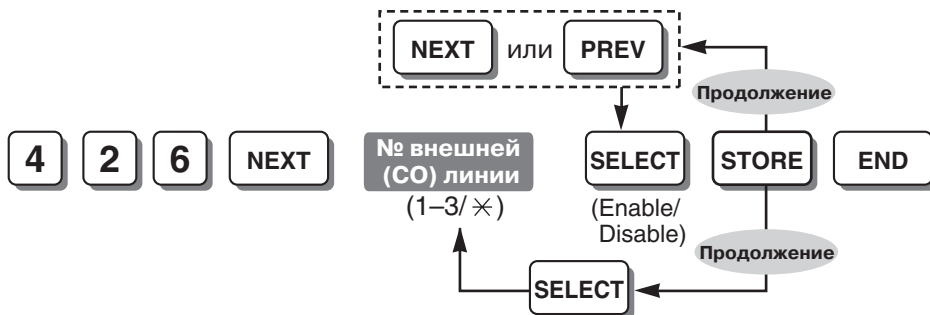 NEXT или PREV
Продолжение
4 2 6 NEXT № внешней (CO) линии SELECT STORE END
(1–3/✳)
(Enable/
Disable)
Продолжение
SELECT